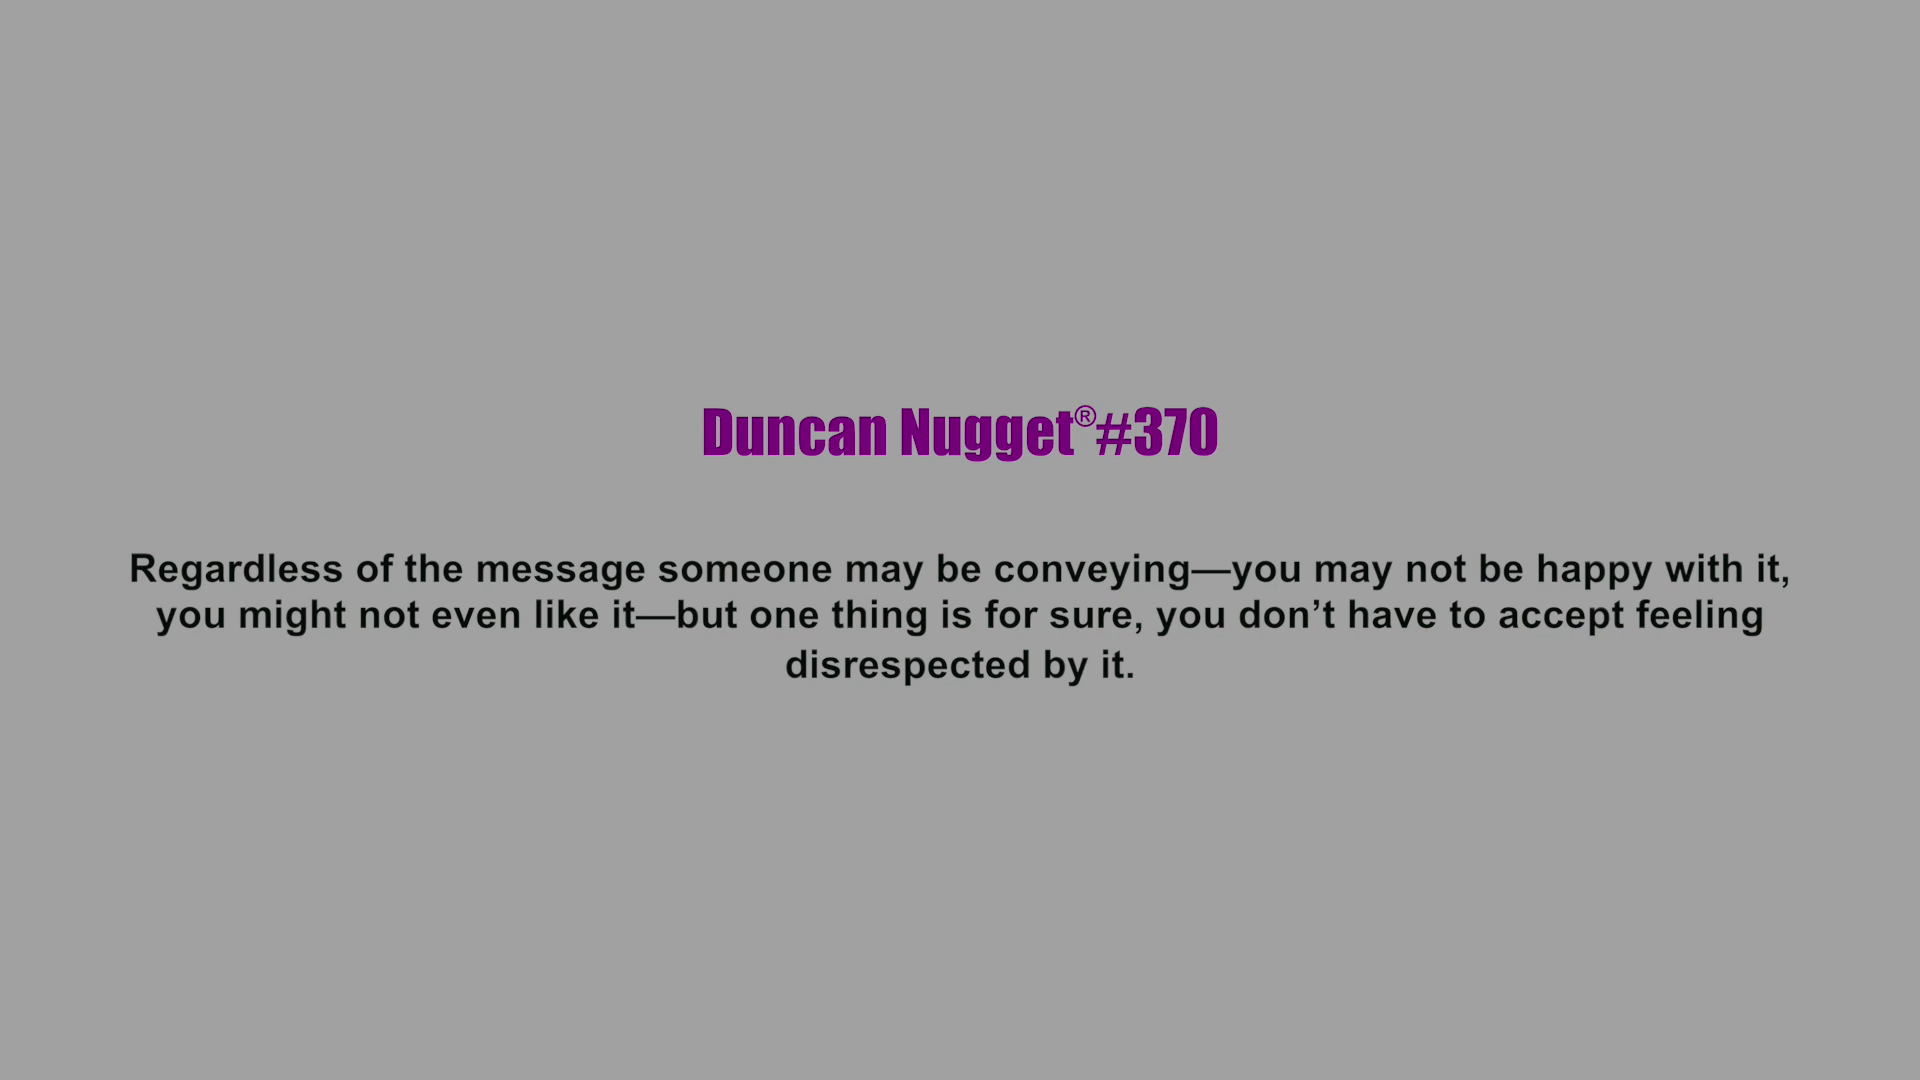 Duncan Nugget®#370
Regardless of the message someone may be conveying—you may not be happy with it,
you might not even like it—but one thing is for sure, you don’t have to accept feeling
disrespected by it.